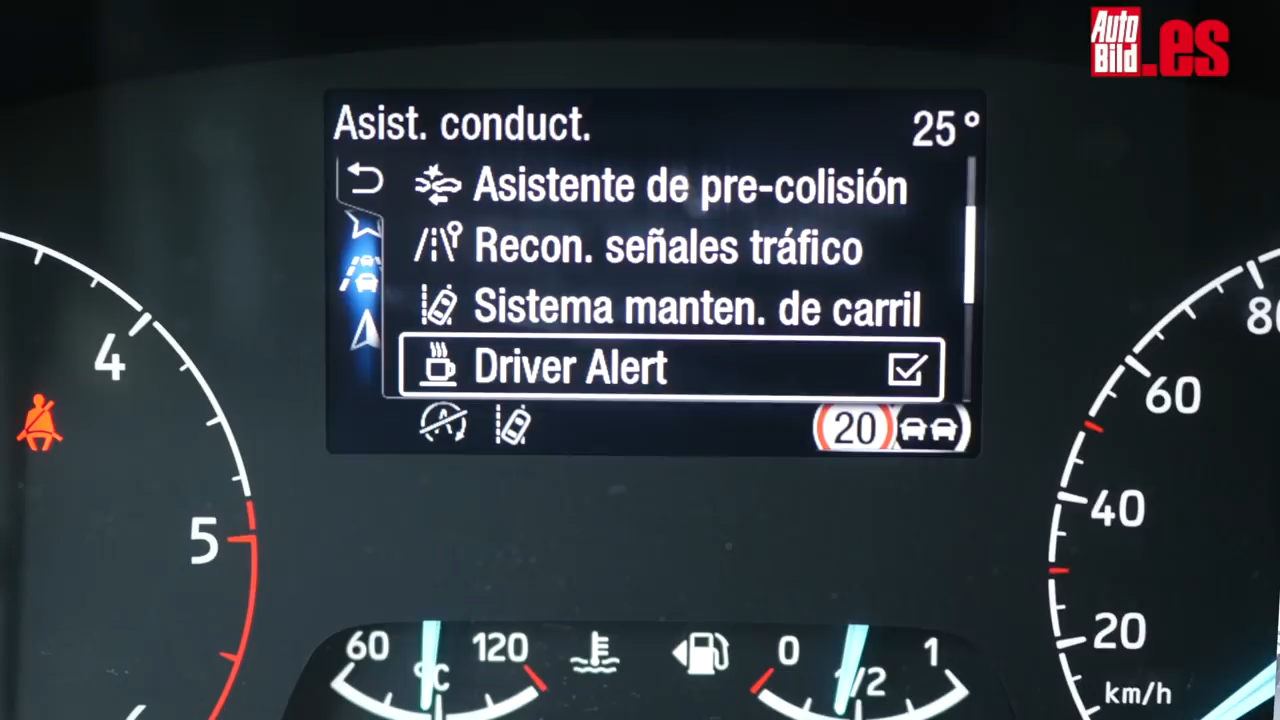 Auto
Bild
.es
Asist. conduct.
25°
Asistente de pre-colisión
Recon. señales tráfico
Sistema manten. de carril
Driver Alert
20
4
5
6
80
60
40
20
km/h
60
120
°C
0
1/2
1